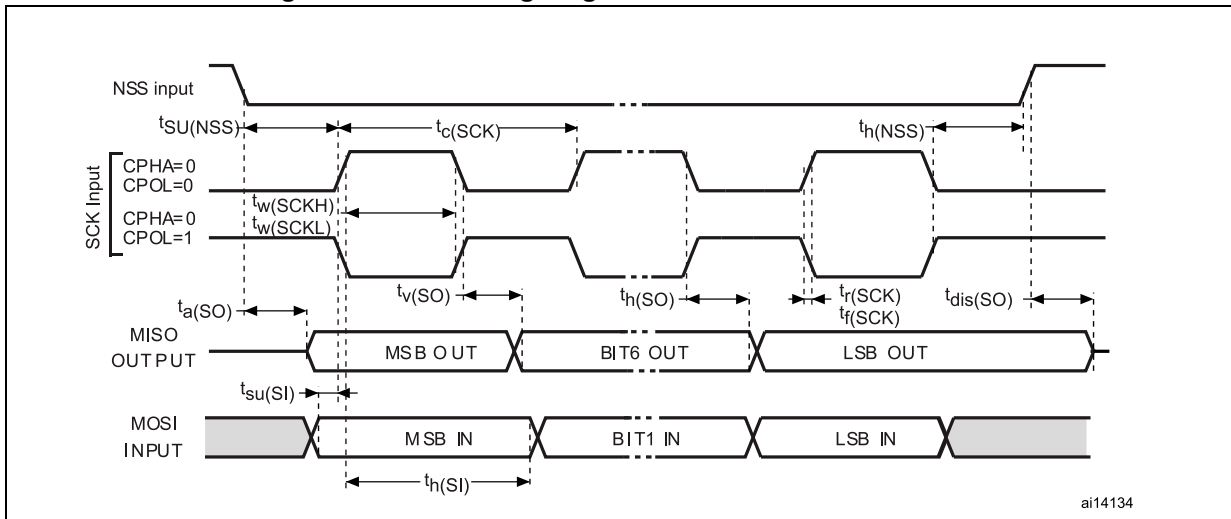 NSS input
tSU(NSS)
tc(SCK)
th(NSS)
SCK Input
CPHA=0
CPOL=0
tw(SCKH)
CPHA=0
tw(SCKL)
CPOL=1
tv(SO)
th(SO)
tr(SCK)
tf(SCK)
tdis(SO)
ta(SO)
MISO
OUTPUT
MSB OUT
BIT6 OUT
LSB OUT
tsu(SI)
MOSI
INPUT
MSB IN
BIT1 IN
LSB IN
th(SI)
ai14134